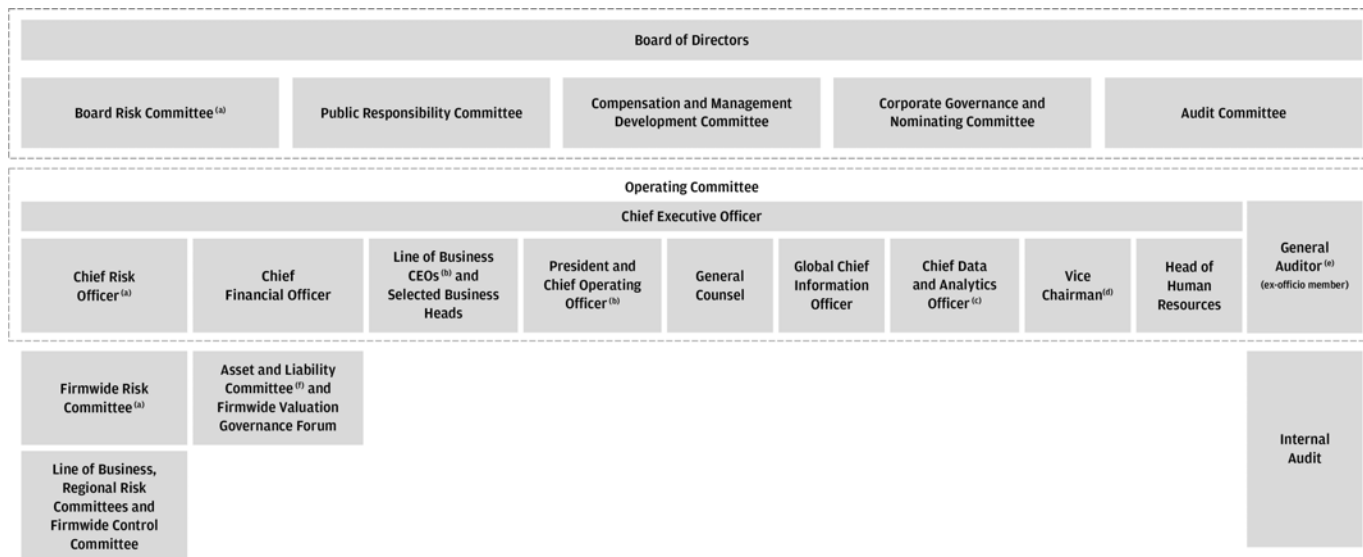 Board of Directors
Board Risk Committee (a)
Public Responsibility Committee
Compensation and Management
Development Committee
Corporate Governance and
Nominating Committee
Audit Committee
Operating Committee
Chief Executive Officer
Chief Risk
Officer (a)
Chief
Financial Officer
Line of Business
CEOs (b) and
Selected Business
Heads
President and
Chief Operating
Officer (b)
General
Counsel
Global Chief
Information
Officer
Chief Data
and Analytics
Officer (c)
Vice
Chairman(d)
Head of
Human
Resources
General
Auditor (e)
(ex-officio member)
Firmwide Risk
Committee (a)
Asset and Liability
Committee (f) and
Firmwide Valuation
Governance Forum
Line of Business,
Regional Risk
Committees and
Firmwide Control
Committee
Internal
Audit